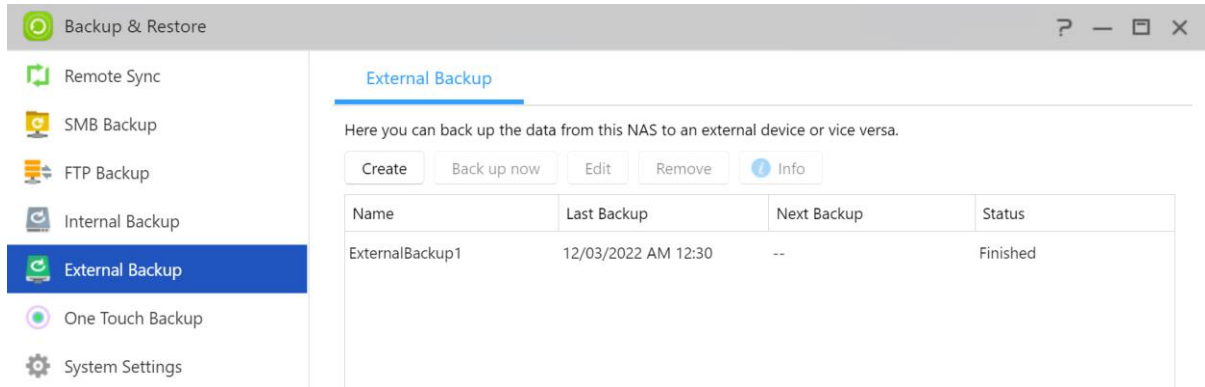 Backup & Restore
Remote Sync
SMB Backup
FTP Backup
Internal Backup
External Backup
One Touch Backup
System Settings
External Backup
Here you can back up the data from this NAS to an external device or vice versa.
Create Back up now Edit Remove Info
Name Last Backup Next Backup Status
ExternalBackup1 12/03/2022 AM 12:30 -- Finished